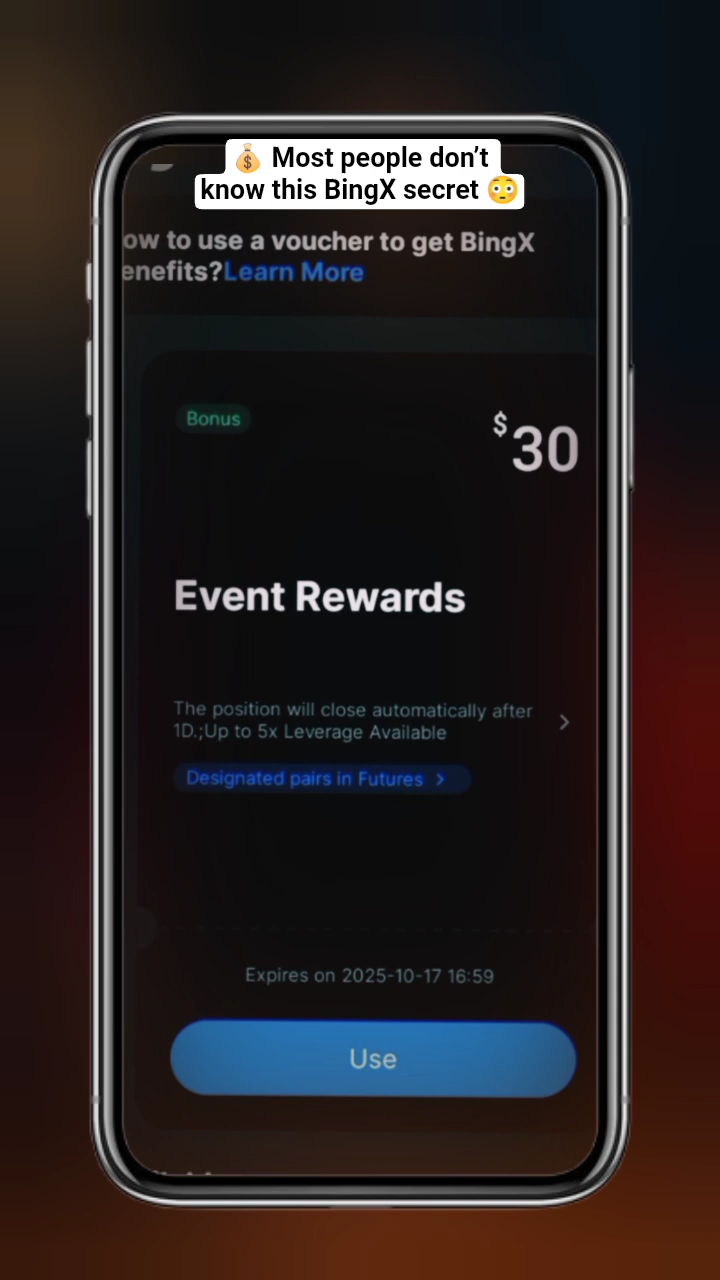 💰 Most people don’t
know this BingX secret 😳
ow to use a voucher to get BingX
enefits?Learn More
Bonus
$30
Event Rewards
The position will close automatically after
1D.;Up to 5x Leverage Available
Designated pairs in Futures >
Expires on 2025-10-17 16:59
Use